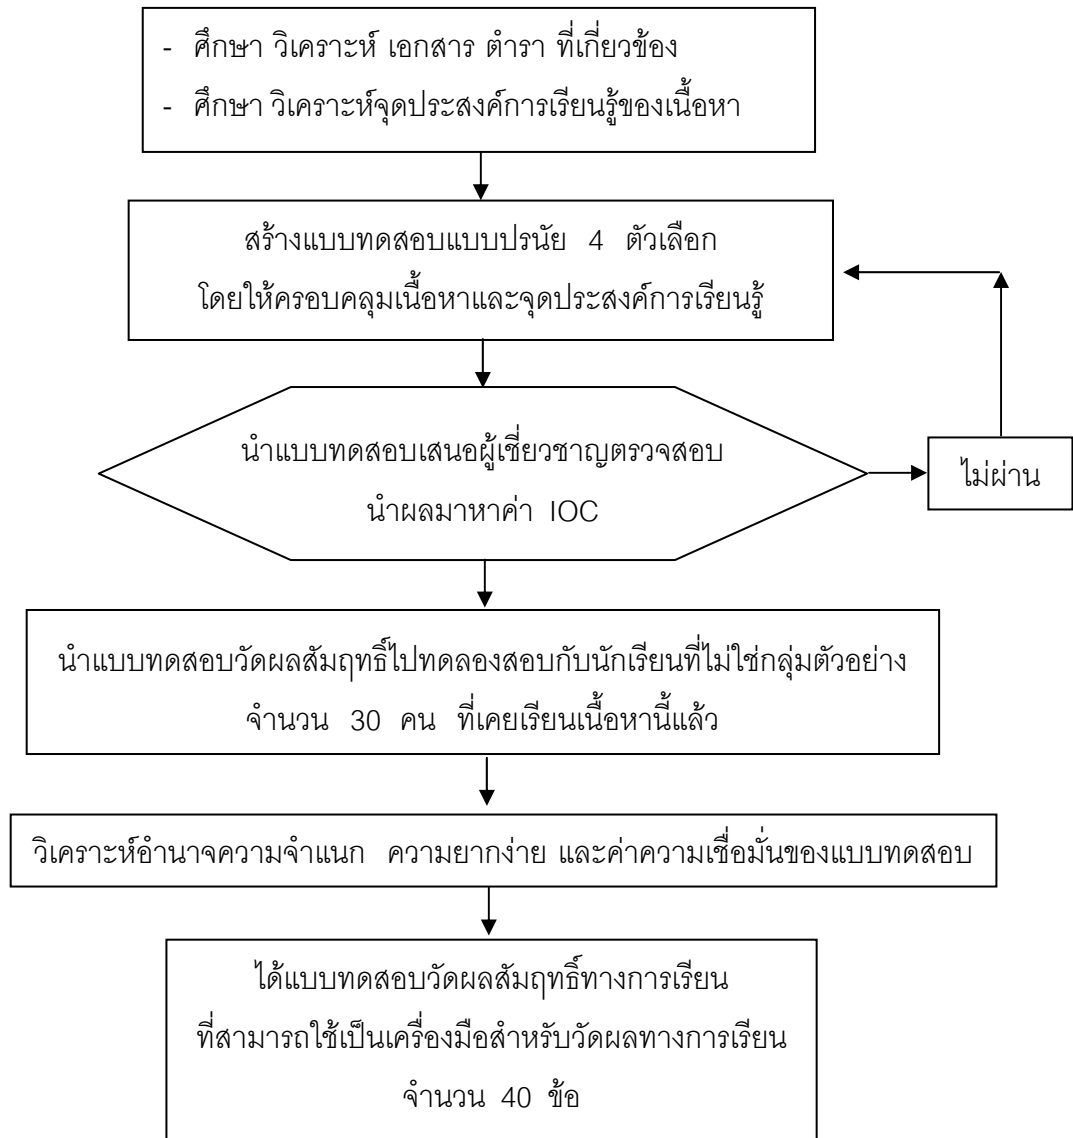 - ศึกษา วิเคราะห์ เอกสาร ตำรา ที่เกี่ยวข้อง
- ศึกษา วิเคราะห์จุดประสงค์การเรียนรู้ของเนื้อหา
สร้างแบบทดสอบแบบปรนัย 4 ตัวเลือก
โดยให้ครอบคลุมเนื้อหาและจุดประสงค์การเรียนรู้
นำแบบทดสอบเสนอผู้เชี่ยวชาญตรวจสอบ
นำผลมาหาค่า IOC
ไม่ผ่าน
นำแบบทดสอบวัดผลสัมฤทธิ์ไปทดลองสอบกับนักเรียนที่ไม่ใช่กลุ่มตัวอย่าง
จำนวน 30 คน ที่เคยเรียนเนื้อหานี้แล้ว
วิเคราะห์อำนาจความจำแนก ความยากง่าย และค่าความเชื่อมั่นของแบบทดสอบ
ได้แบบทดสอบวัดผลสัมฤทธิ์ทางการเรียน
ที่สามารถใช้เป็นเครื่องมือสำหรับวัดผลทางการเรียน
จำนวน 40 ข้อ